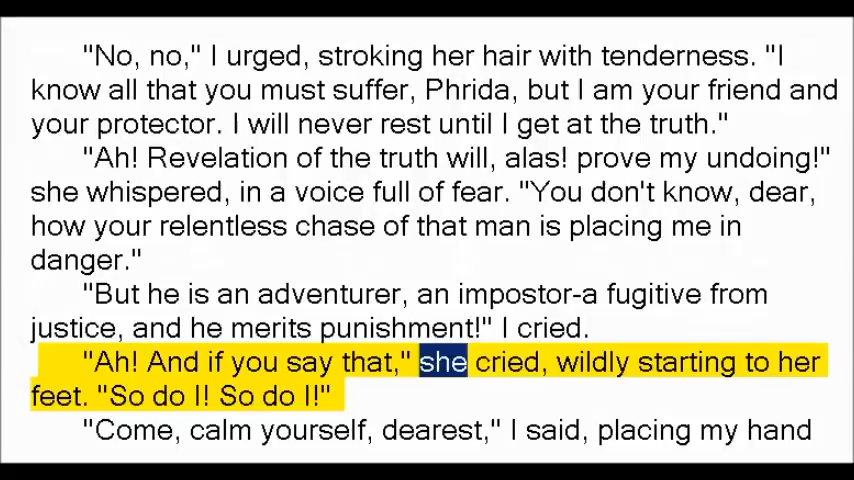 "No, no," I urged, stroking her hair with tenderness. "I
know all that you must suffer, Phrida, but I am your friend and
your protector. I will never rest until I get at the truth."
"Ah! Revelation of the truth will, alas! prove my undoing!"
she whispered, in a voice full of fear. "You don't know, dear,
how your relentless chase of that man is placing me in
danger."
"But he is an adventurer, an impostor-a fugitive from
justice, and he merits punishment!" I cried.
"Ah! And if you say that," she cried, wildly starting to her
feet. "So do I! So do I!"
"Come, calm yourself, dearest," I said, placing my hand